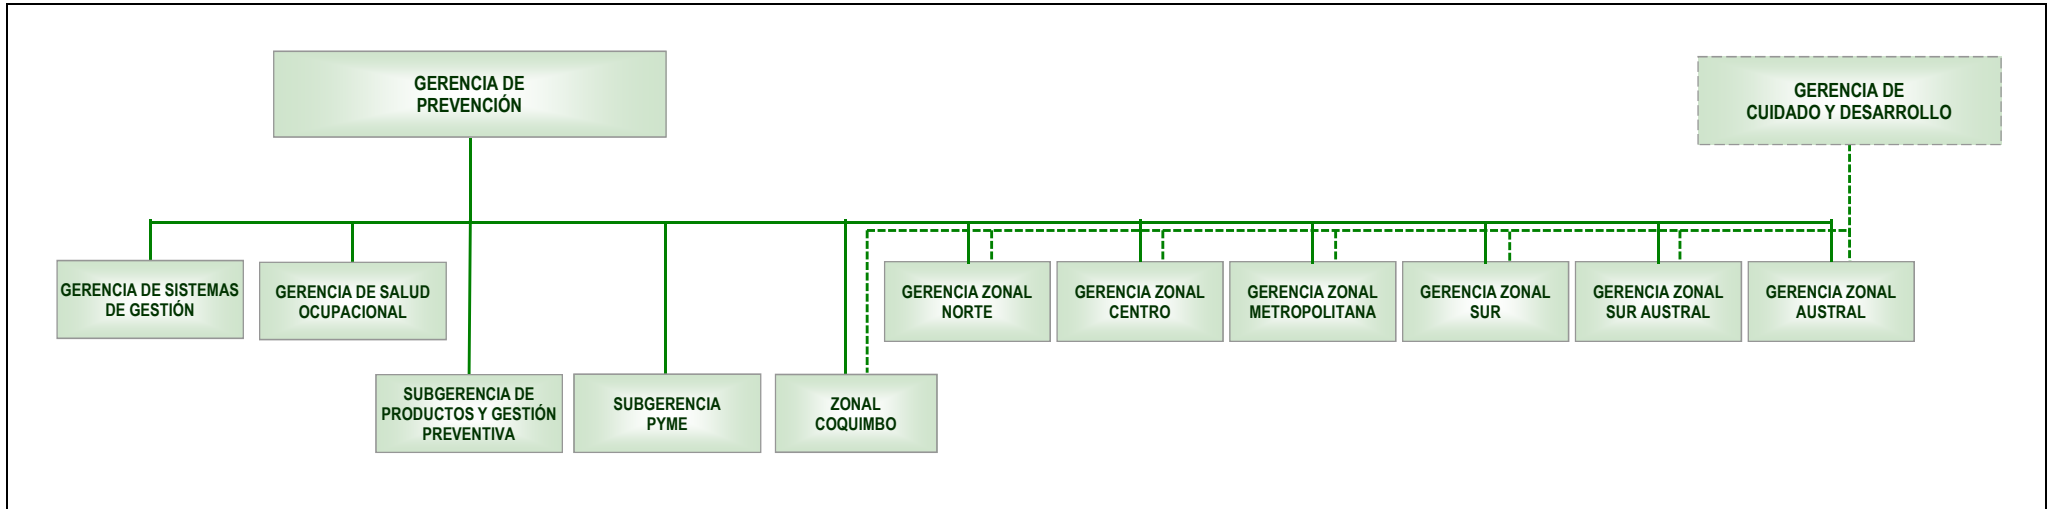 GERENCIA DE
PREVENCIÓN
GERENCIA DE
CUIDADO Y DESARROLLO
GERENCIA DE SISTEMAS
DE GESTIÓN
GERENCIA DE SALUD
OCUPACIONAL
GERENCIA ZONAL
NORTE
GERENCIA ZONAL
CENTRO
GERENCIA ZONAL
METROPOLITANA
GERENCIA ZONAL
SUR
GERENCIA ZONAL
SUR AUSTRAL
GERENCIA ZONAL
AUSTRAL
SUBGERENCIA DE
PRODUCTOS Y GESTIÓN
PREVENTIVA
SUBGERENCIA
PYME
ZONAL
COQUIMBO